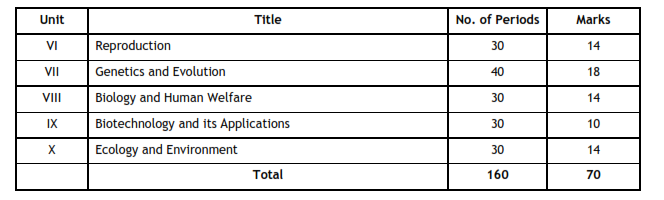 Unit Title No. of Periods Marks
VI Reproduction 30 14
VII Genetics and Evolution 40 18
VIII Biology and Human Welfare 30 14
IX Biotechnology and its Applications 30 10
X Ecology and Environment 30 14
Total 160 70